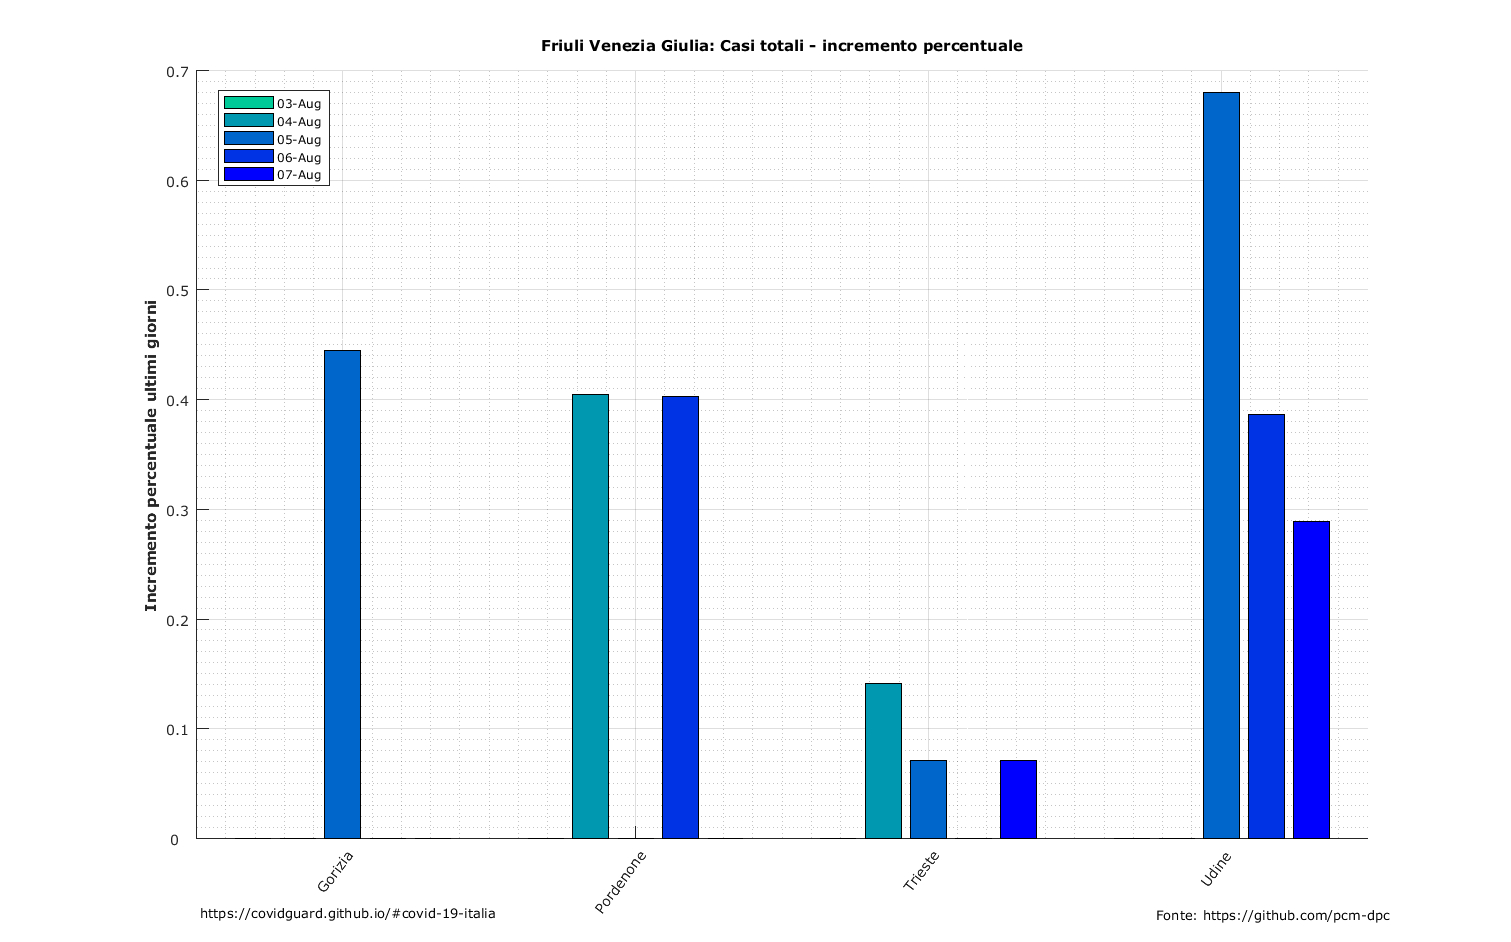 Friuli Venezia Giulia: Casi totali - incremento percentuale
0.7
0.6
0.5
0.4
0.3
0.2
0.1
0
Incremento percentuale ultimi giorni
03-Aug
04-Aug
05-Aug
06-Aug
07-Aug
Gorizia
Pordenone
Trieste
Udine
https://covidguard.github.io/#covid-19-italia
Fonte: https://github.com/pcm-dpc